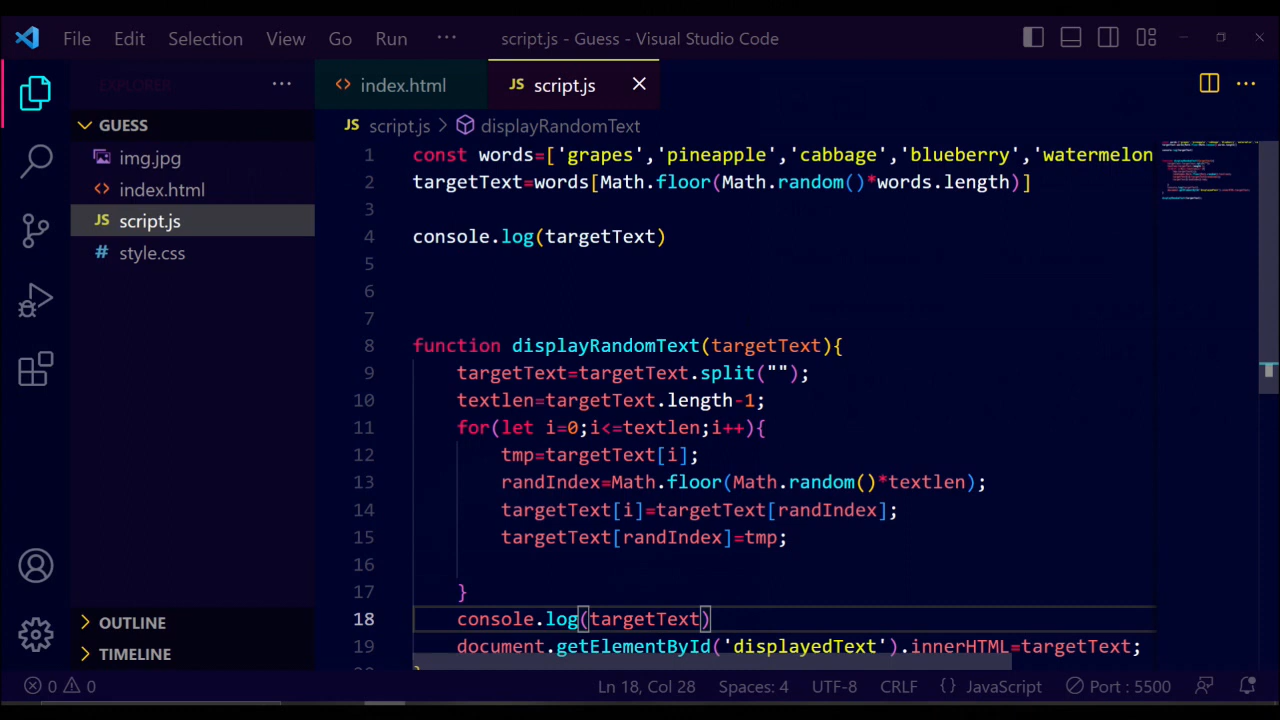 File Edit Selection View Go Run ··· script.js - Guess - Visual Studio Code
EXPLORER ···
index.html
JS script.js
GUESS
img.jpg
index.html
JS script.js
# style.css
OUTLINE
TIMELINE
JS script.js > displayRandomText
1 const words=['grapes','pineapple','cabbage','blueberry','watermelon
2 targetText=words[Math.floor(Math.random()*words.length)]
3
4 console.log(targetText)
5
6
7
8 function displayRandomText(targetText){
9 targetText=targetText.split("");
10 textlen=targetText.length-1;
11 for(let i=0;i<=textlen;i++){
12 tmp=targetText[i];
13 randIndex=Math.floor(Math.random()*textlen);
14 targetText[i]=targetText[randIndex];
15 targetText[randIndex]=tmp;
16
17 }
18 console.log(targetText)
19 document.getElementById('displayedText').innerHTML=targetText;
0 0 Ln 18, Col 28 Spaces: 4 UTF-8 CRLF {} JavaScript Port : 5500